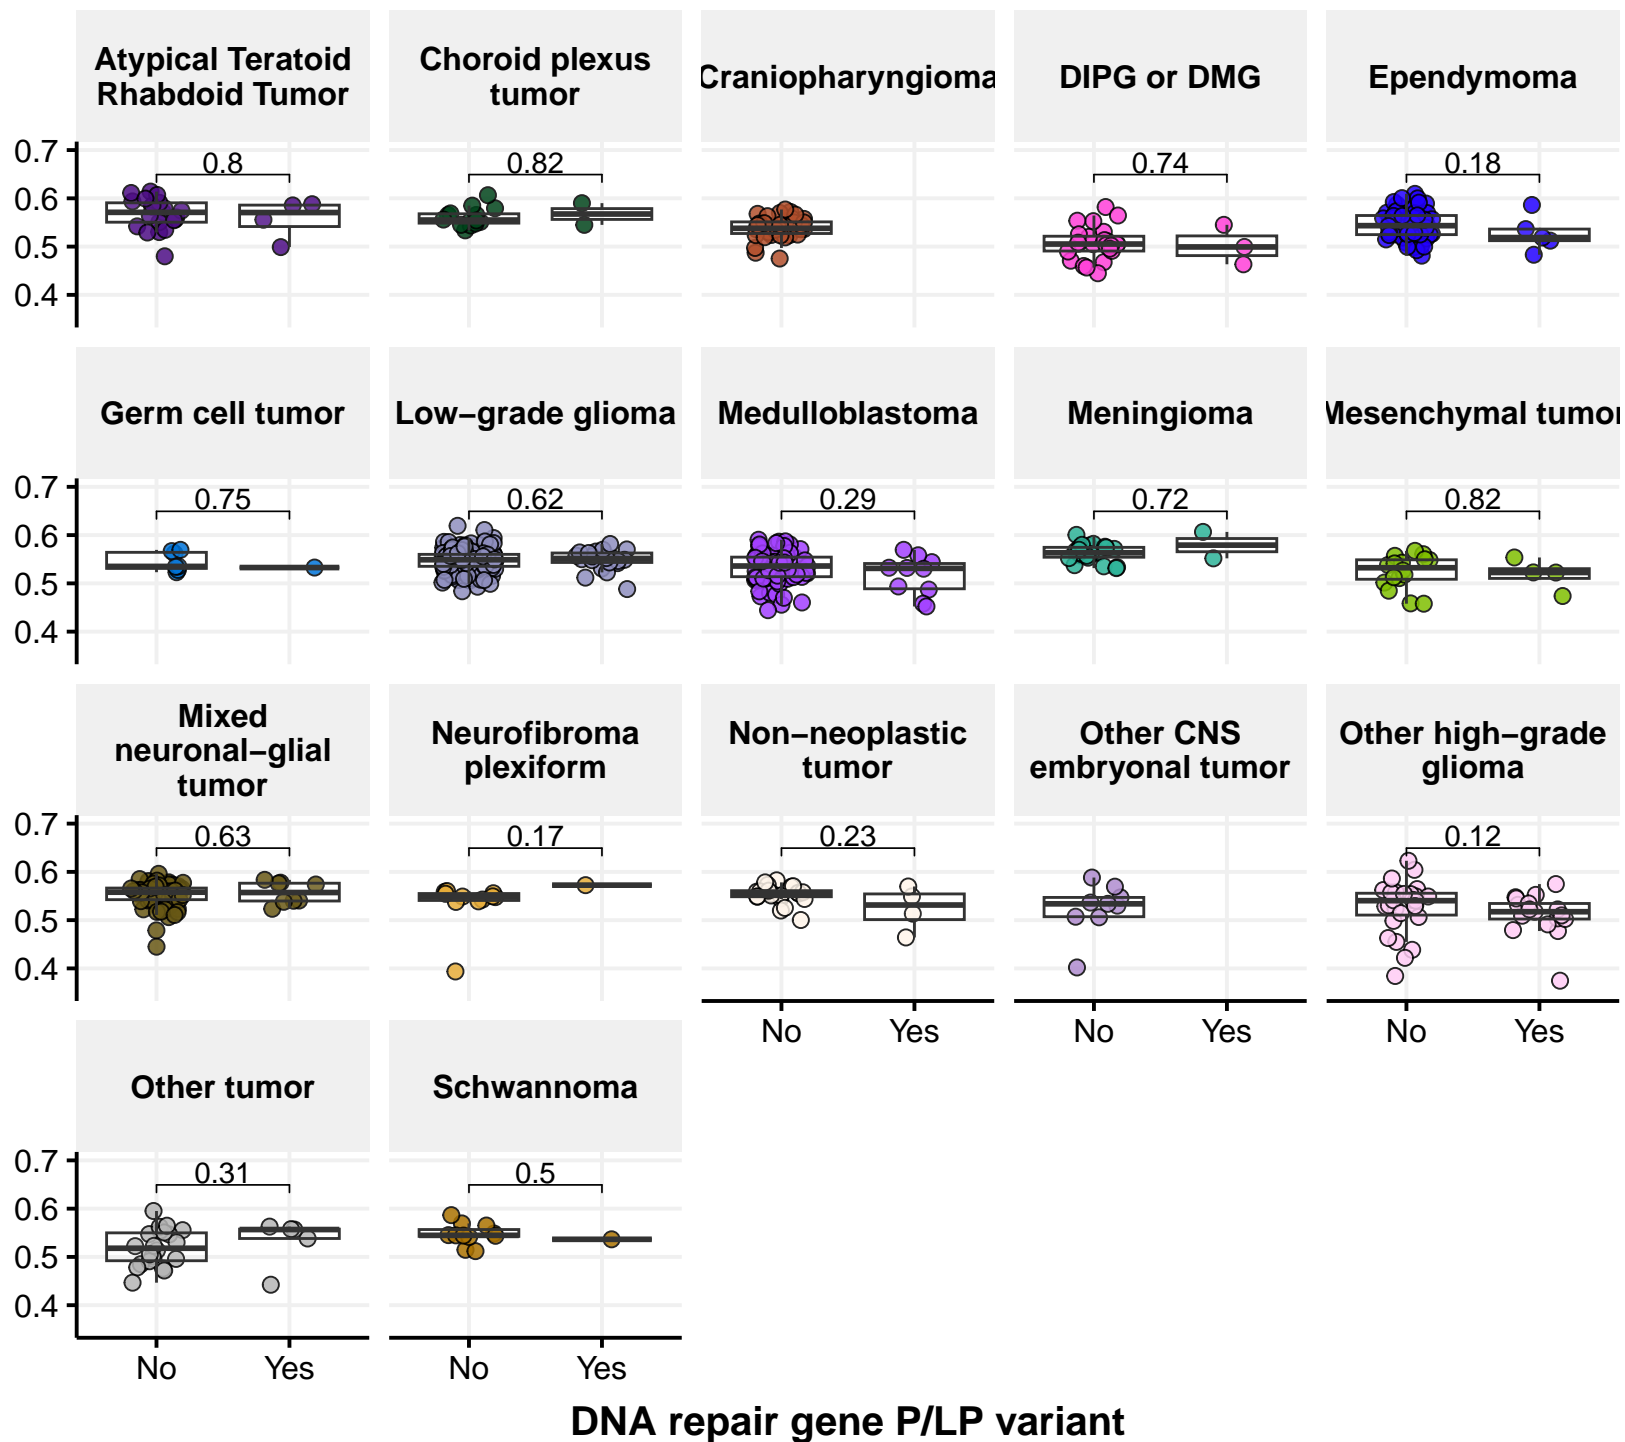 Atypical Teratoid
Rhabdoid Tumor
Choroid plexus
tumor
Craniopharyngioma
DIPG or DMG
Ependymoma
0.7
0.6
0.5
0.4
0.8
0.82
0.74
0.18
Germ cell tumor
Low−grade glioma
Medulloblastoma
Meningioma
Mesenchymal tumor
0.7
0.6
0.5
0.4
0.75
0.62
0.29
0.72
0.82
Mixed
neuronal−glial
tumor
Neurofibroma
plexiform
Non−neoplastic
tumor
Other CNS
embryonal tumor
Other high−grade
glioma
0.7
0.6
0.5
0.4
0.63
0.17
0.23
0.12
No
Yes
No
Yes
No
Yes
Other tumor
Schwannoma
0.7
0.6
0.5
0.4
0.31
0.5
No
Yes
No
Yes
DNA repair gene P/LP variant